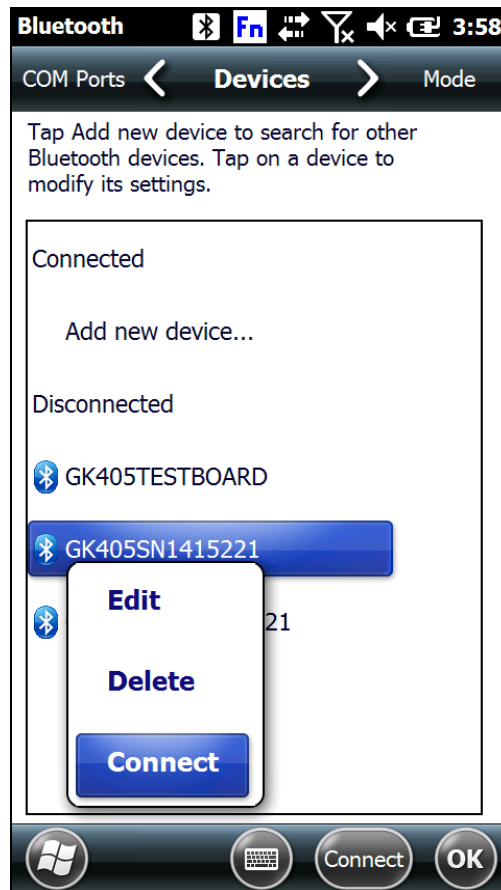 Bluetooth Fn 3:58
COM Ports Devices Mode
Tap Add new device to search for other
Bluetooth devices. Tap on a device to
modify its settings.
Connected
Add new device...
Disconnected
GK405TESTBOARD
GK405SN1415221
Edit
21
Delete
Connect
Connect OK